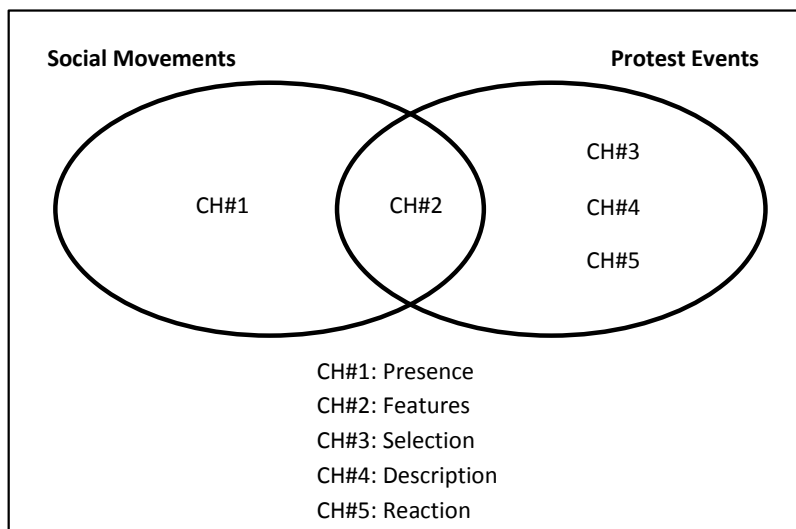 Social Movements
Protest Events
CH#3
CH#1
CH#2
CH#4
CH#5
CH#1: Presence
CH#2: Features
CH#3: Selection
CH#4: Description
CH#5: Reaction